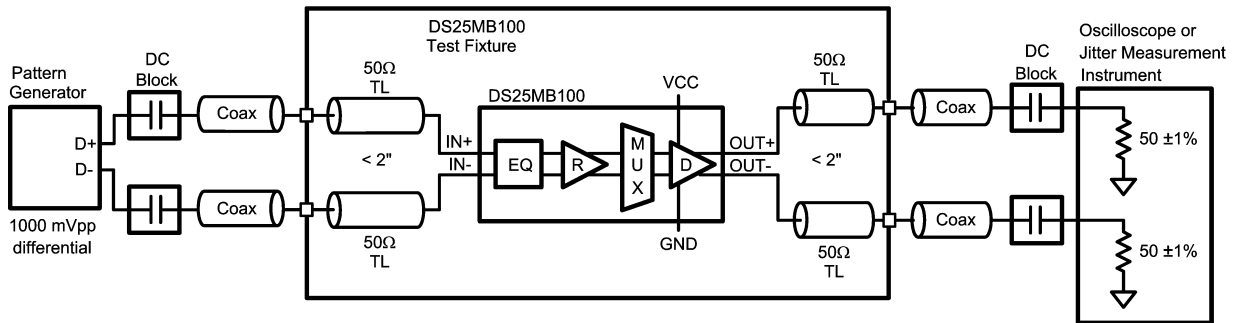 Pattern
Generator
D+
D-
1000 mVpp
differential
DC
Block
Coax
Coax
DS25MB100
Test Fixture
50Ω
TL
< 2"
50Ω
TL
DS25MB100
IN+
IN-
EQ
R
M
U
X
D
VCC
GND
OUT+
OUT-
50Ω
TL
< 2"
50Ω
TL
Coax
Coax
DC
Block
Oscilloscope or
Jitter Measurement
Instrument
50 ±1%
50 ±1%